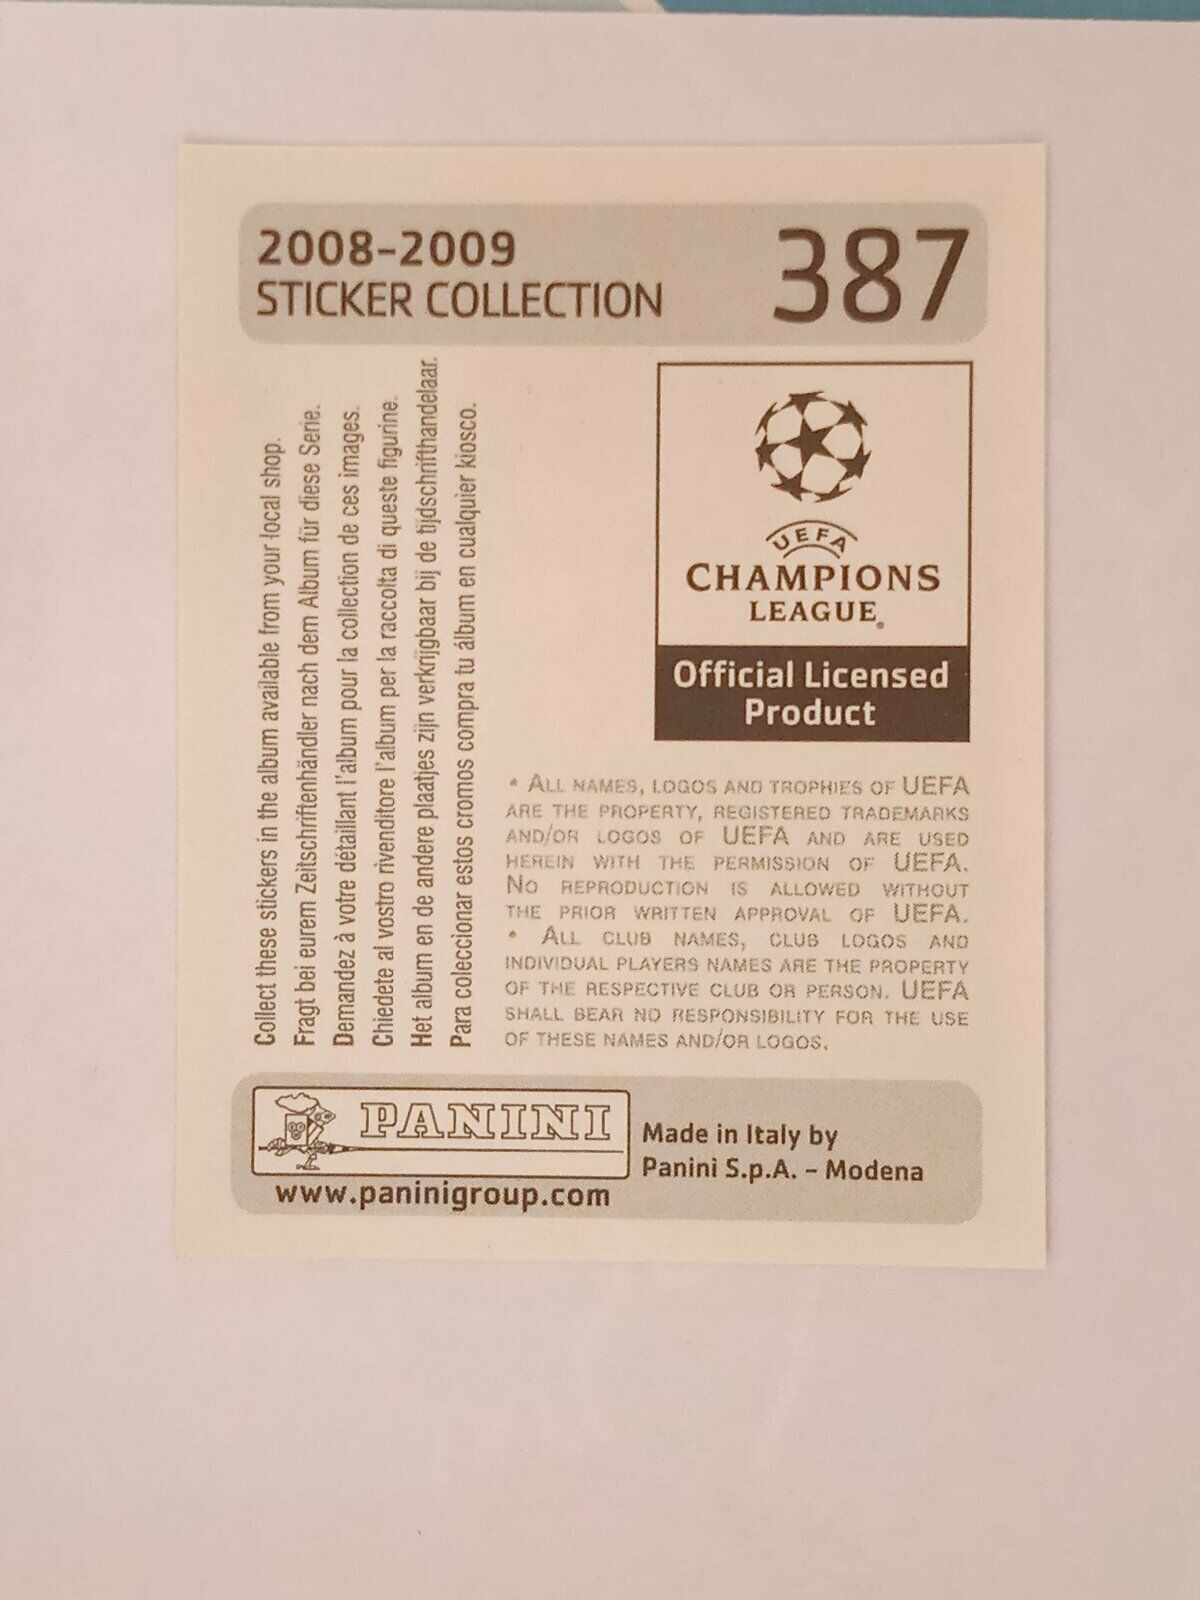 2008-2009
STICKER COLLECTION
387
Collect these stickers in the album available from your local shop.
Fragt bei eurem Zeitschriftenhändler nach dem Album für diese Serie.
Demandez à votre détaillant l'album pour la collection de ces images.
Chiedete al vostro rivenditore l'album per la raccolta di queste figurine.
Het album en de andere plaatjes zijn verkrijgbaar bij de tijdschrifthandelaar.
Para coleccionar estos cromos compra tu álbum en cualquier kiosco.
UEFA
CHAMPIONS
LEAGUE®
Official Licensed
Product
• ALL NAMES, LOGOS AND TROPHIES OF UEFA
ARE THE PROPERTY, REGISTERED TRADEMARKS
AND/OR LOGOS OF UEFA AND ARE USED
HEREIN WITH THE PERMISSION OF UEFA.
NO REPRODUCTION IS ALLOWED WITHOUT
THE PRIOR WRITTEN APPROVAL OF UEFA.
• ALL CLUB NAMES, CLUB LOGOS AND
INDIVIDUAL PLAYERS NAMES ARE THE PROPERTY
OF THE RESPECTIVE CLUB OR PERSON. UEFA
SHALL BEAR NO RESPONSIBILITY FOR THE USE
OF THESE NAMES AND/OR LOGOS.
PANINI
www.paninigroup.com
Made in Italy by
Panini S.p.A. - Modena